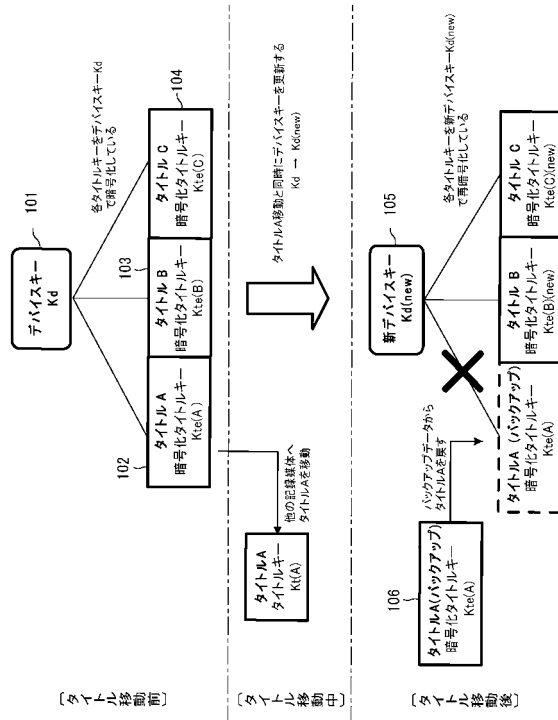 [タイトル移動前]
101
デバイスキー
Kd
各タイトルキーをデバイスキーKd
で暗号化している
102
タイトル A
暗号化タイトルキー
Kte(A)
103
タイトル B
暗号化タイトルキー
Kte(B)
104
タイトル C
暗号化タイトルキー
Kte(C)
[タイトル移動中]
タイトルA
タイトルキー
Kt(A)
他の記録媒体へ
タイトルAを移動
タイトルA移動と同時にデバイスキーを更新する
Kd → Kd(new)
[タイトル移動後]
105
新デバイスキー
Kd(new)
各タイトルキーを新デバイスキーKd(new)
で再暗号化している
106
タイトルA(バックアップ)
暗号化タイトルキー
Kte(A)
バックアップデータから
タイトルAを戻す
タイトルA(バックアップ)
暗号化タイトルキー
Kte(A)
タイトル B
暗号化タイトルキー
Kte(B)(new)
タイトル C
暗号化タイトルキー
Kte(C)(new)